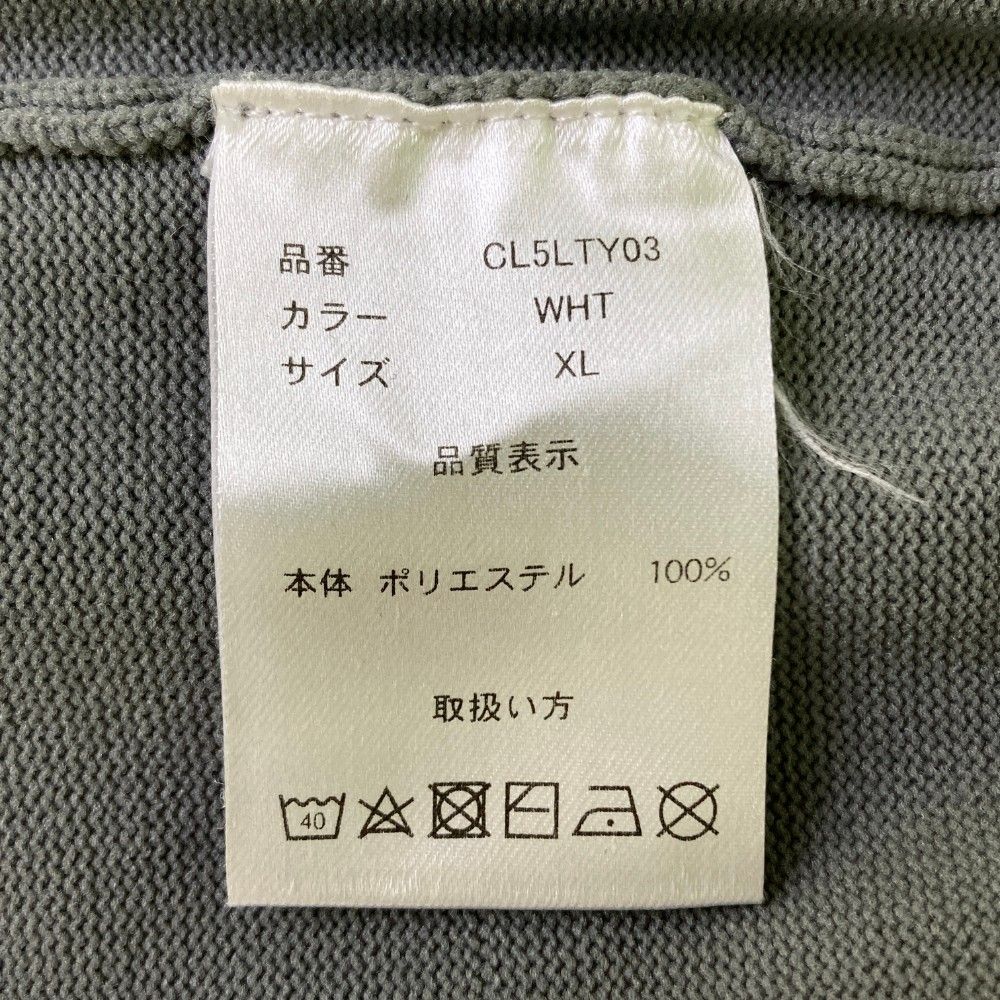 品番 CL5LTY03
カラー WHT
サイズ XL
品質表示
本体 ポリエステル 100%
取扱い方
40